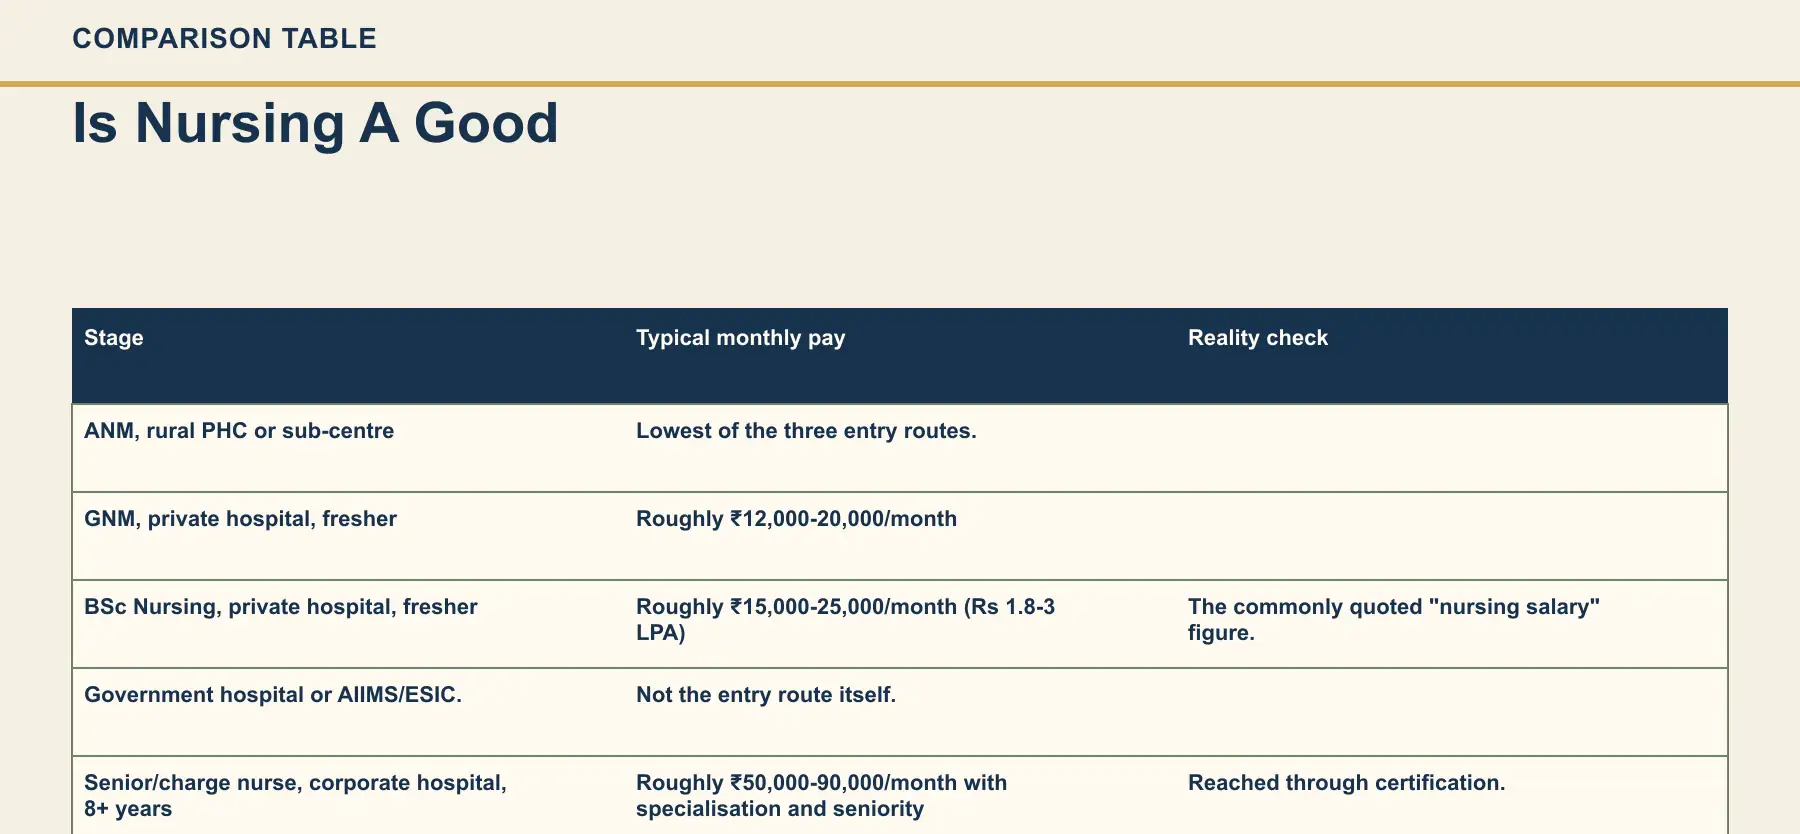 COMPARISON TABLE
Is Nursing A Good
Stage
Typical monthly pay
Reality check
ANM, rural PHC or sub-centre
Lowest of the three entry routes.
GNM, private hospital, fresher
Roughly ₹12,000-20,000/month
BSc Nursing, private hospital, fresher
Roughly ₹15,000-25,000/month (Rs 1.8-3
LPA)
The commonly quoted "nursing salary"
figure.
Government hospital or AIIMS/ESIC.
Not the entry route itself.
Senior/charge nurse, corporate hospital,
8+ years
Roughly ₹50,000-90,000/month with
specialisation and seniority
Reached through certification.